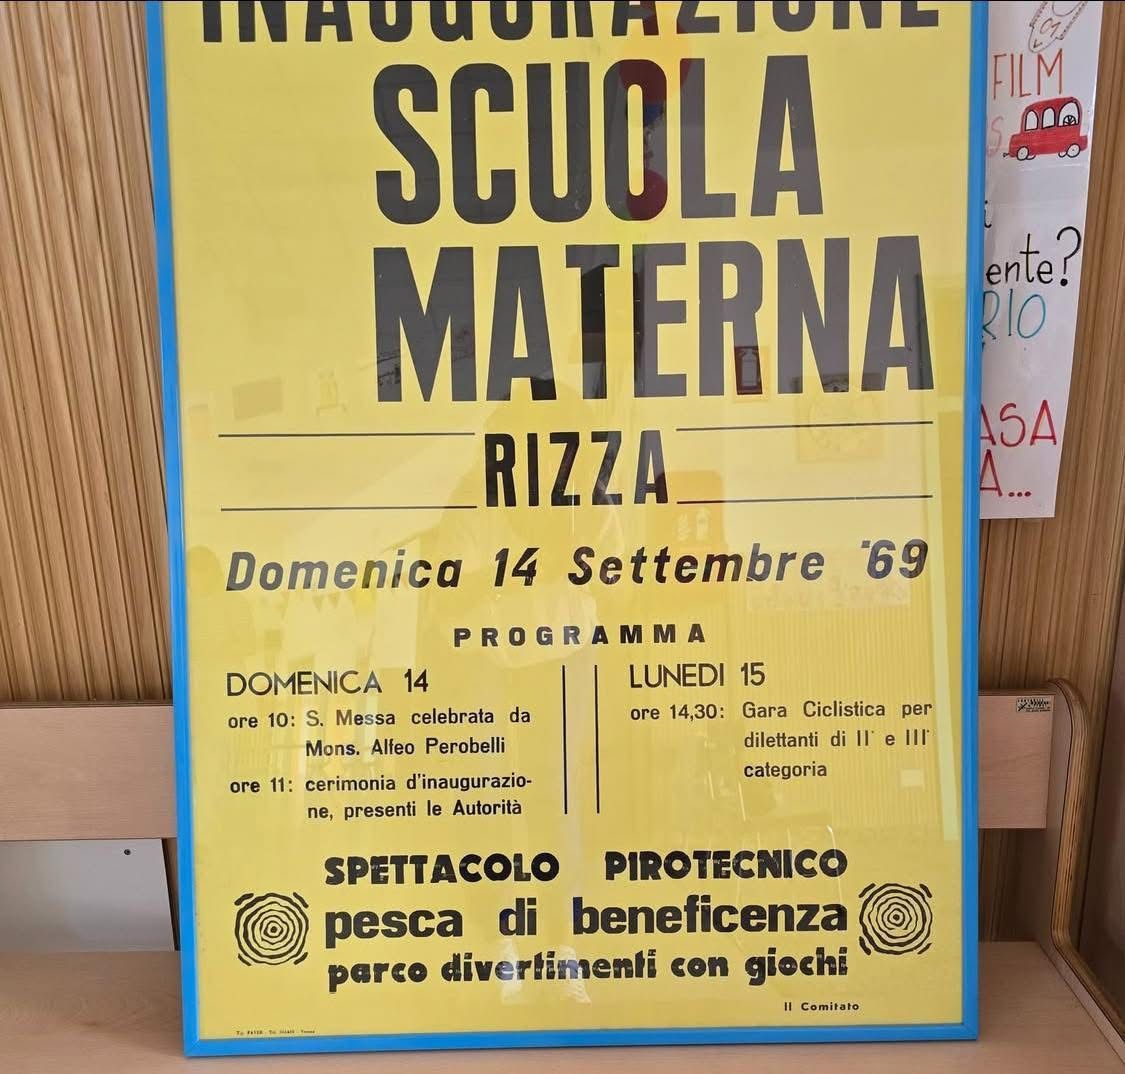 INAUGURAZIONE
SCUOLA
MATERNA
RIZZA
Domenica 14 Settembre '69
PROGRAMMA
DOMENICA 14
ore 10: S. Messa celebrata da
Mons. Alfeo Perobelli
ore 11: cerimonia d'inaugurazio-
ne, presenti le Autorità
LUNEDI 15
ore 14,30: Gara Ciclistica per
dilettanti di II° e III°
categoria
SPETTACOLO PIROTECNICO
pesca di beneficenza
parco divertimenti con giochi
Il Comitato
FILM
S.
i
ente?
RIO
ASA
A...